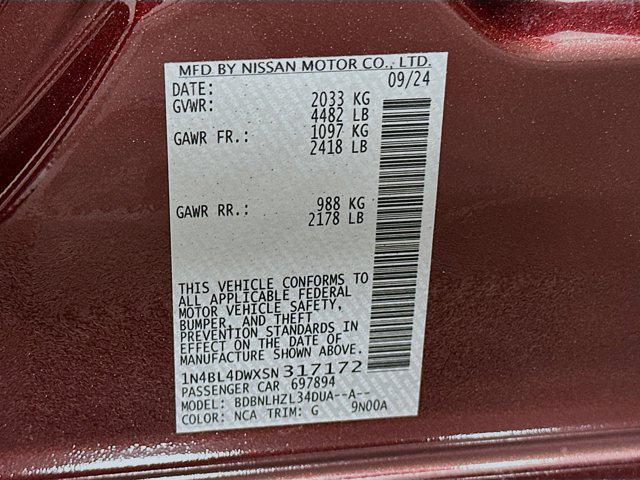 MFD BY NISSAN MOTOR CO., LTD.
DATE: 09/24
GVWR: 2033 KG
4482 LB
GAWR FR.: 1097 KG
2418 LB
GAWR RR.: 988 KG
2178 LB
THIS VEHICLE CONFORMS TO
ALL APPLICABLE FEDERAL
MOTOR VEHICLE SAFETY,
BUMPER, AND THEFT
PREVENTION STANDARDS IN
EFFECT ON THE DATE OF
MANUFACTURE SHOWN ABOVE.
1N4BL4DWXSN317172
PASSENGER CAR 697894
MODEL: BDBNLHZL34DUA--A--
COLOR: NCA TRIM: G 9N00A